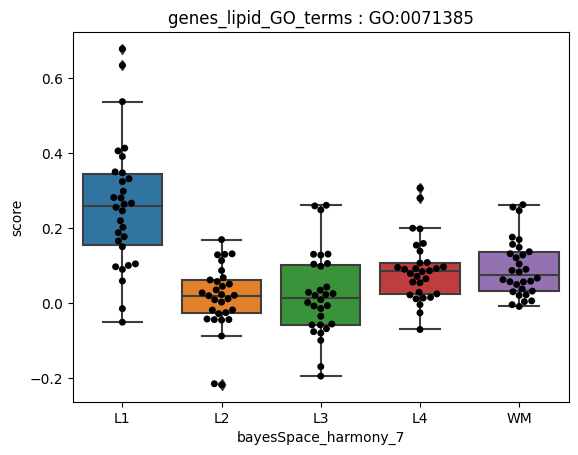 genes_lipid_GO_terms : GO:0071385
score
0.6
0.4
0.2
0.0
−0.2
L1 L2 L3 L4 WM
bayesSpace_harmony_7